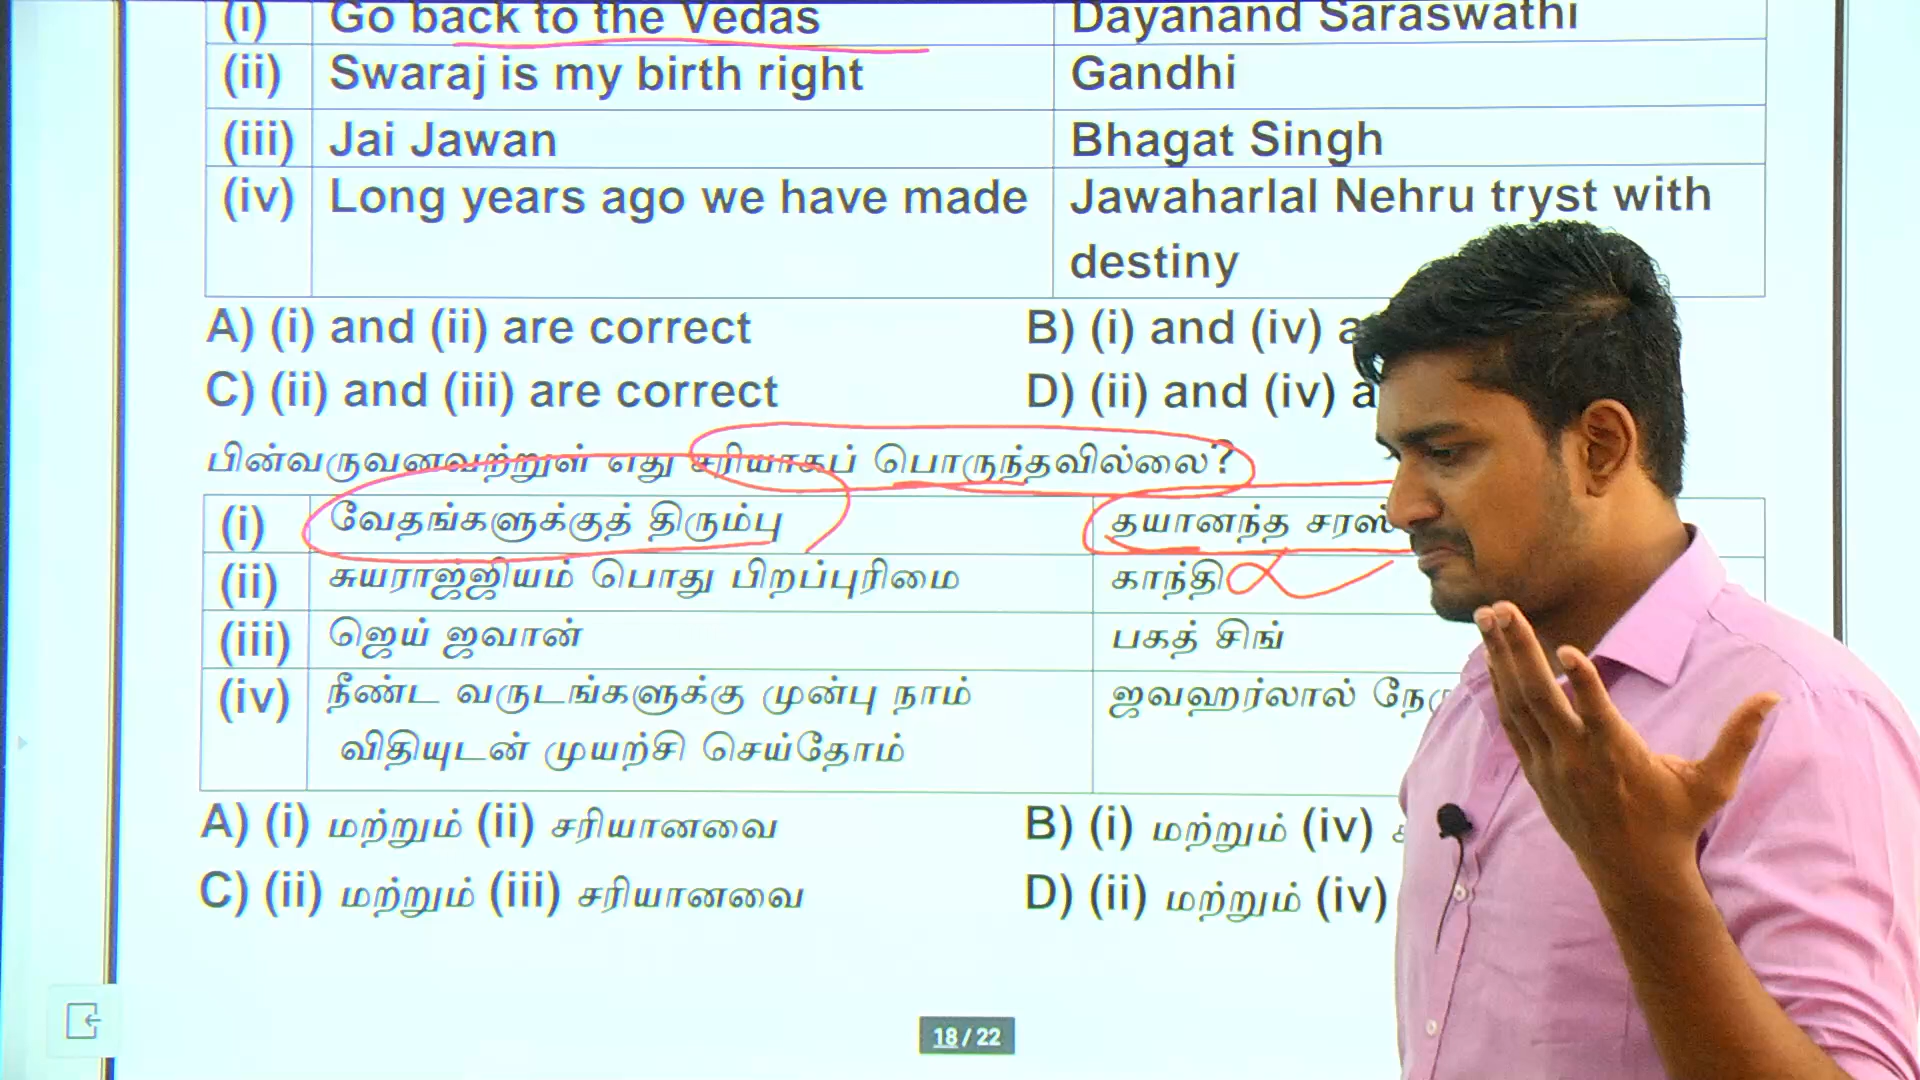 (i) Go back to the Vedas Dayanand Saraswathi
(ii) Swaraj is my birth right Gandhi
(iii) Jai Jawan Bhagat Singh
(iv) Long years ago we have made Jawaharlal Nehru tryst with
destiny
A) (i) and (ii) are correct B) (i) and (iv)
C) (ii) and (iii) are correct D) (ii) and (iv)
பின்வருவனவற்றுள் எது சரியாகப் பொருந்தவில்லை?
(i) வேதங்களுக்குத் திரும்பு தயானந்த
(ii) சுயராஜ்ஜியம் பொது பிறப்புரிமை காந்தி
(iii) ஜெய் ஜவான் பகத் சிங்
(iv) நீண்ட வருடங்களுக்கு முன்பு நாம் ஜவஹர்லால்
விதியுடன் முயற்சி செய்தோம்
A) (i) மற்றும் (ii) சரியானவை B) (i) மற்றும் (iv)
C) (ii) மற்றும் (iii) சரியானவை D) (ii) மற்றும் (iv)
18 / 22